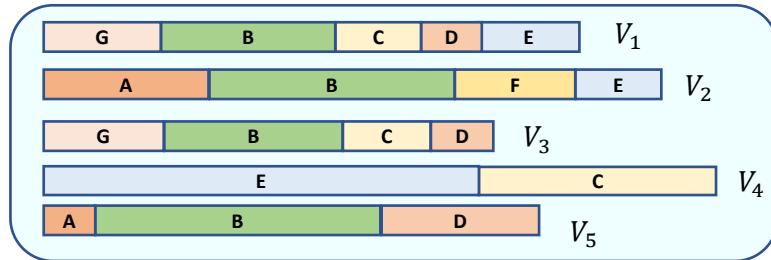 G B C D E V₁
A B F E V₂
G B C D V₃
E C V₄
A B D V₅